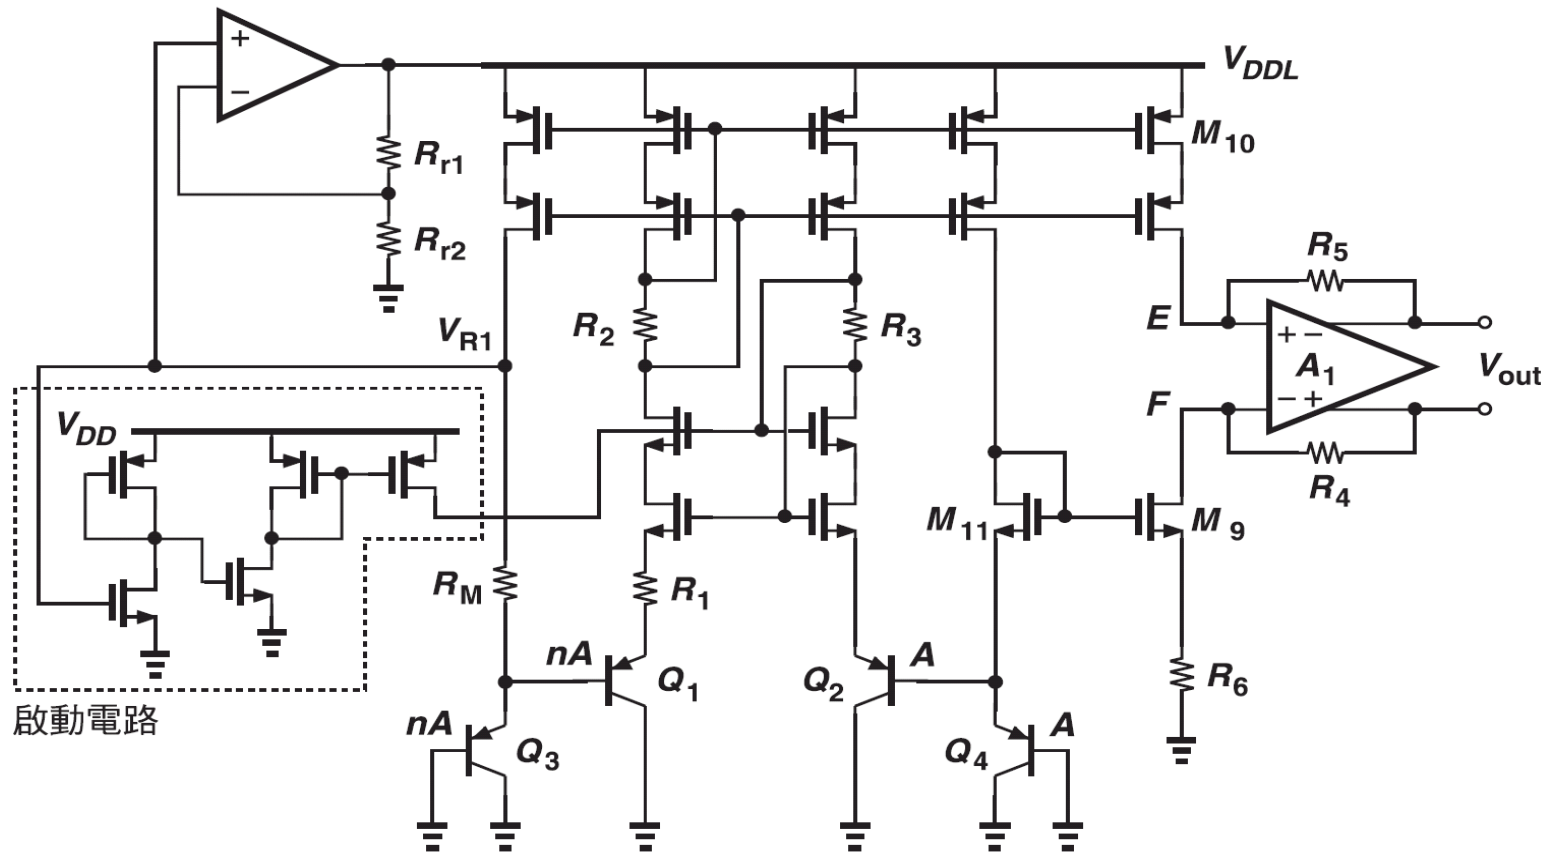 +
−
V_DDL
R_r1
R_r2
M_10
R_5
V_R1
R_2
R_3
E
+ −
A_1
V_out
F
− +
V_DD
R_4
M_11
M_9
R_M
R_1
nA
Q_1
Q_2
A
R_6
啟動電路
nA
Q_3
Q_4
A